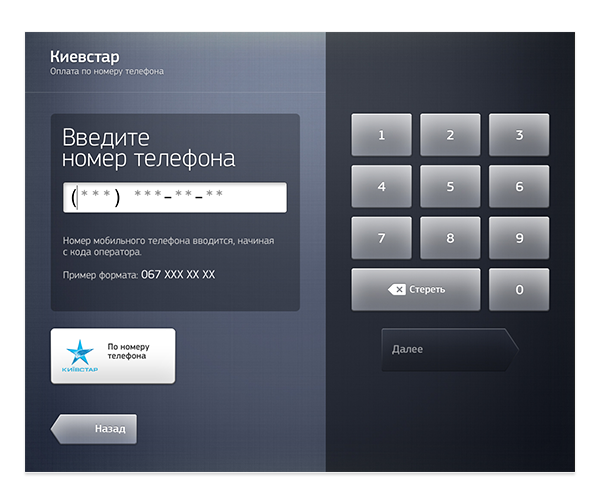 Киевстар
Оплата по номеру телефона
Введите
номер телефона
(***) ***-**-**
Номер мобильного телефона вводится, начиная
с кода оператора.
Пример формата: 067 XXX XX XX
По номеру
телефона
КИЇВСТАР
Назад
1 2 3
4 5 6
7 8 9
Стереть 0
Далее